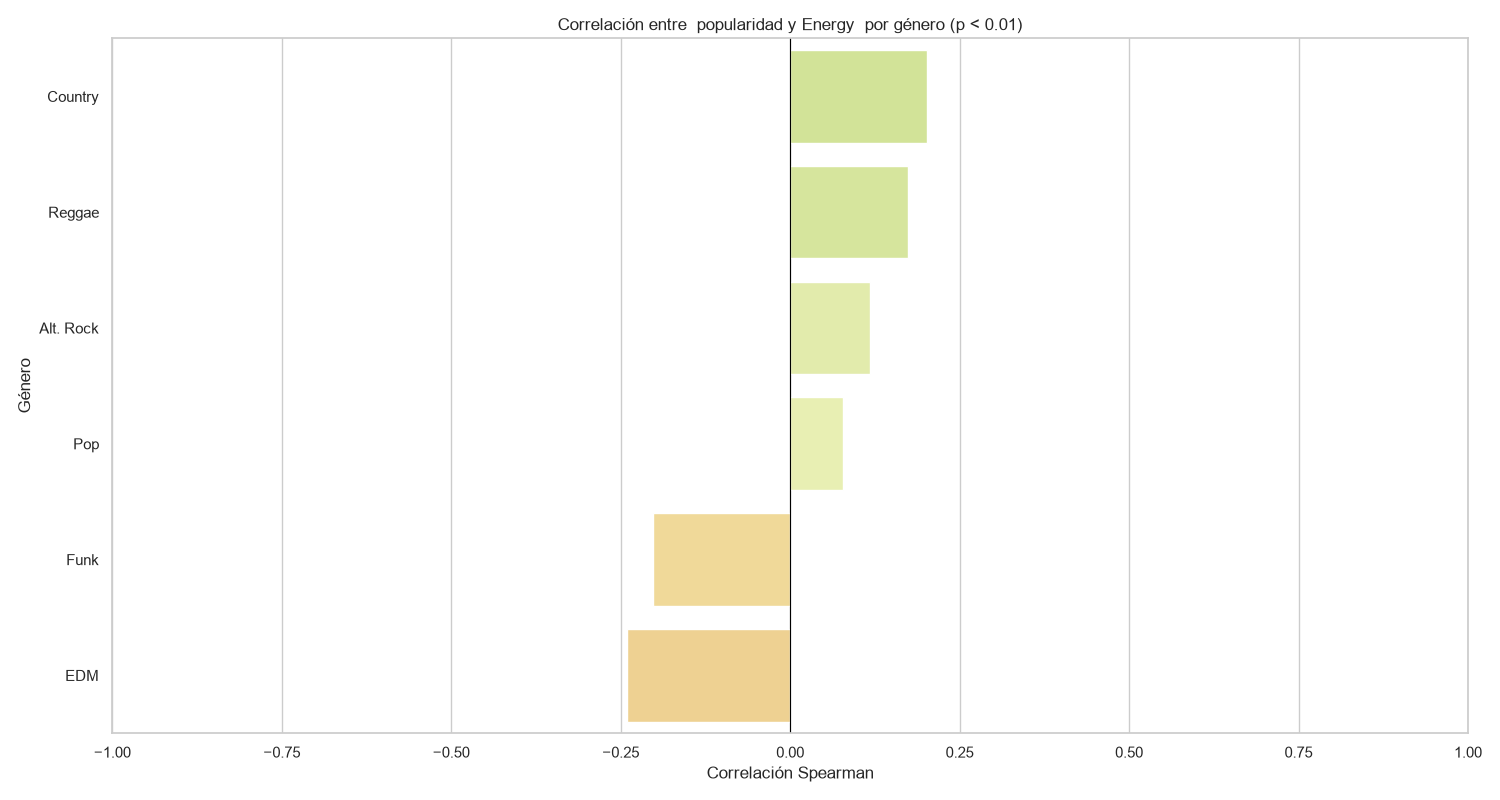 Correlación entre  popularidad y Energy  por género (p < 0.01)
Country
Reggae
Alt. Rock
Pop
Funk
EDM
Género
−1.00 −0.75 −0.50 −0.25 0.00 0.25 0.50 0.75 1.00
Correlación Spearman